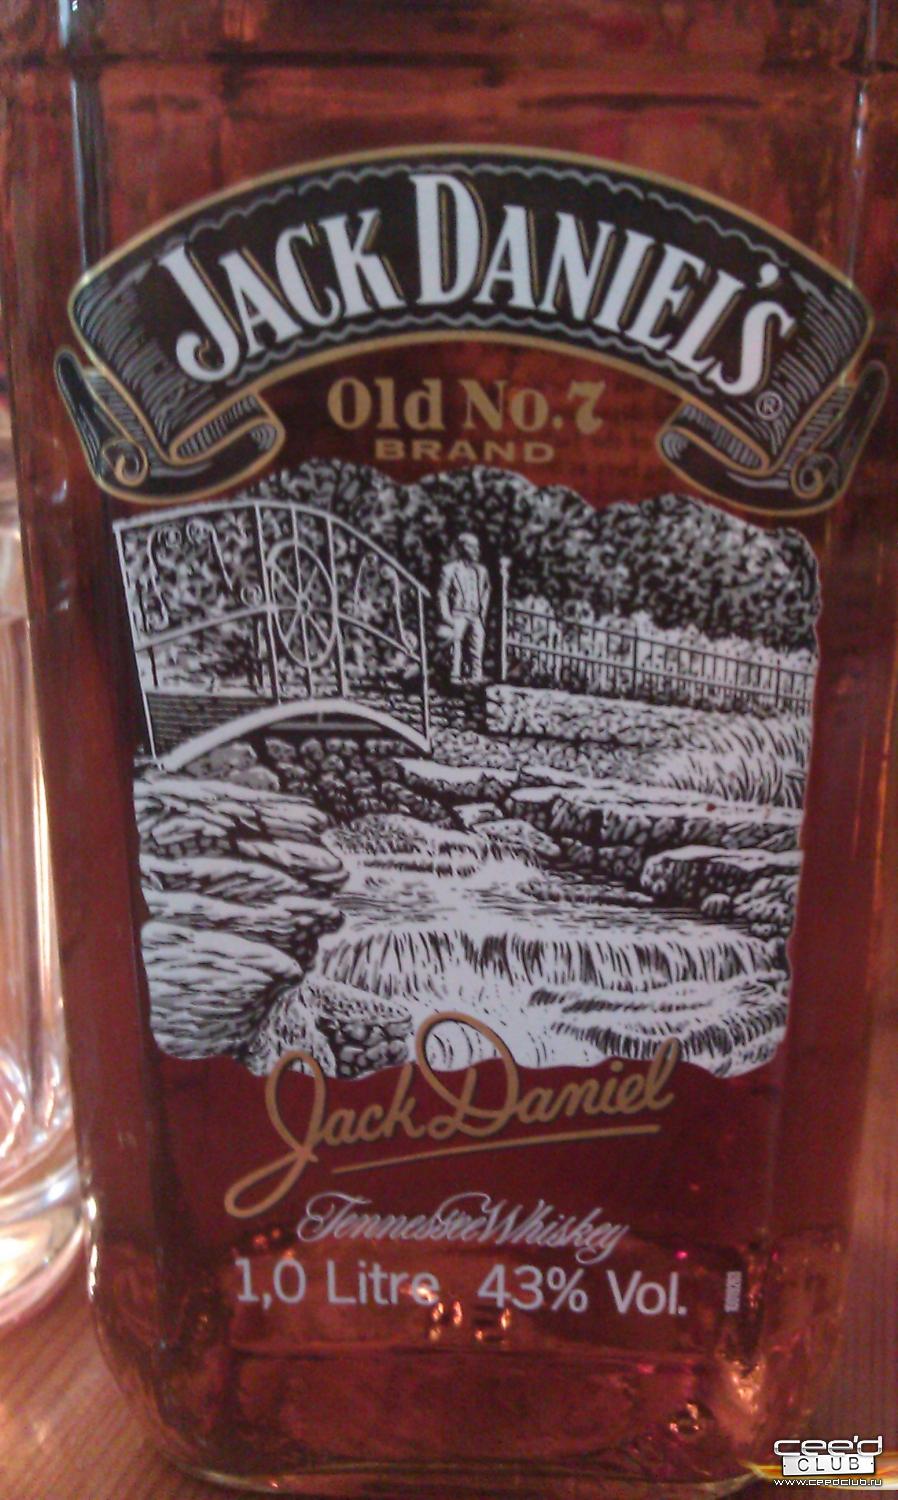 JACK DANIEL'S
®
Old No.7
BRAND
Jack Daniel
Tennessee Whiskey
1,0 Litre 43% Vol.
cee'd
CLUB
www.ceedclub.ru